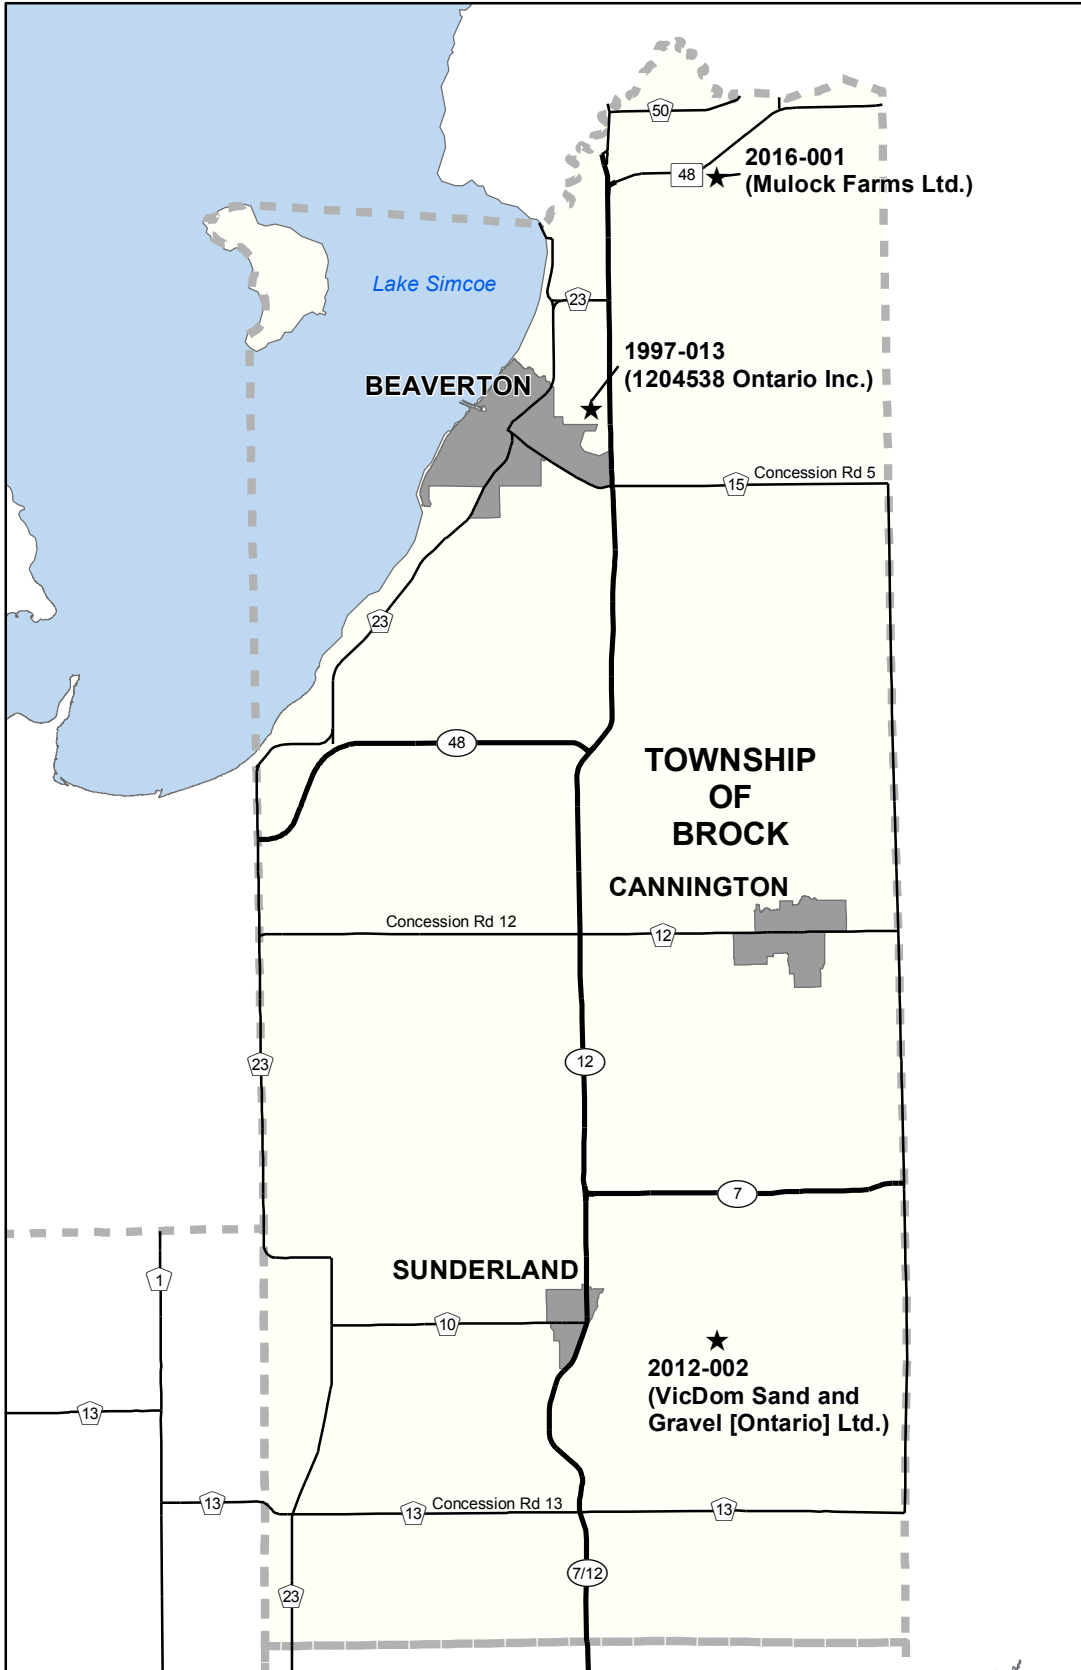 50
2016-001
48
(Mulock Farms Ltd.)
Lake Simcoe
23
1997-013
(1204538 Ontario Inc.)
BEAVERTON
Concession Rd 5
15
23
48
TOWNSHIP
OF
BROCK
CANNINGTON
Concession Rd 12
12
23
12
7
SUNDERLAND
1
10
2012-002
(VicDom Sand and
Gravel [Ontario] Ltd.)
13
13
13
Concession Rd 13
13
7/12
23